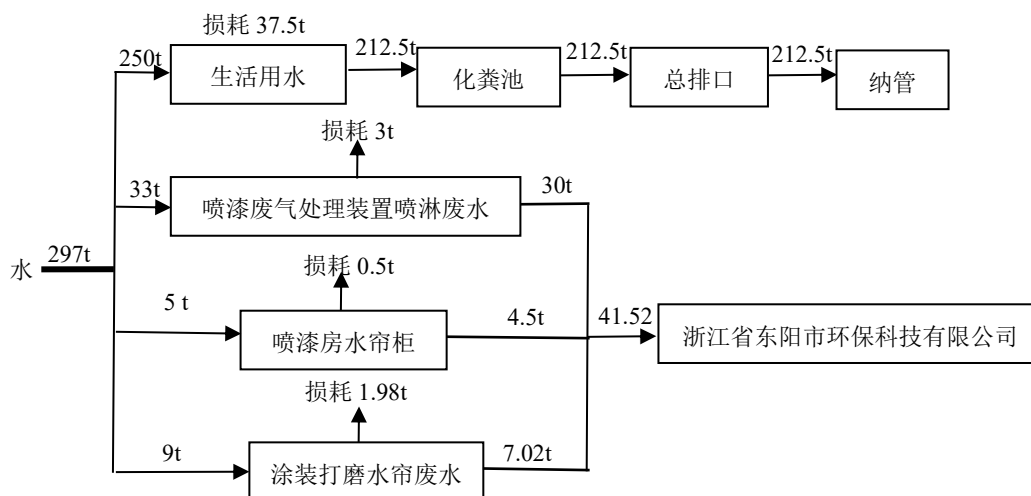 损耗 37.5t
250t
生活用水
212.5t
化粪池
212.5t
总排口
212.5t
纳管
损耗 3t
33t
喷漆废气处理装置喷淋废水
30t
水
297t
损耗 0.5t
5 t
喷漆房水帘柜
4.5t
41.52
浙江省东阳市环保科技有限公司
损耗 1.98t
9t
涂装打磨水帘废水
7.02t